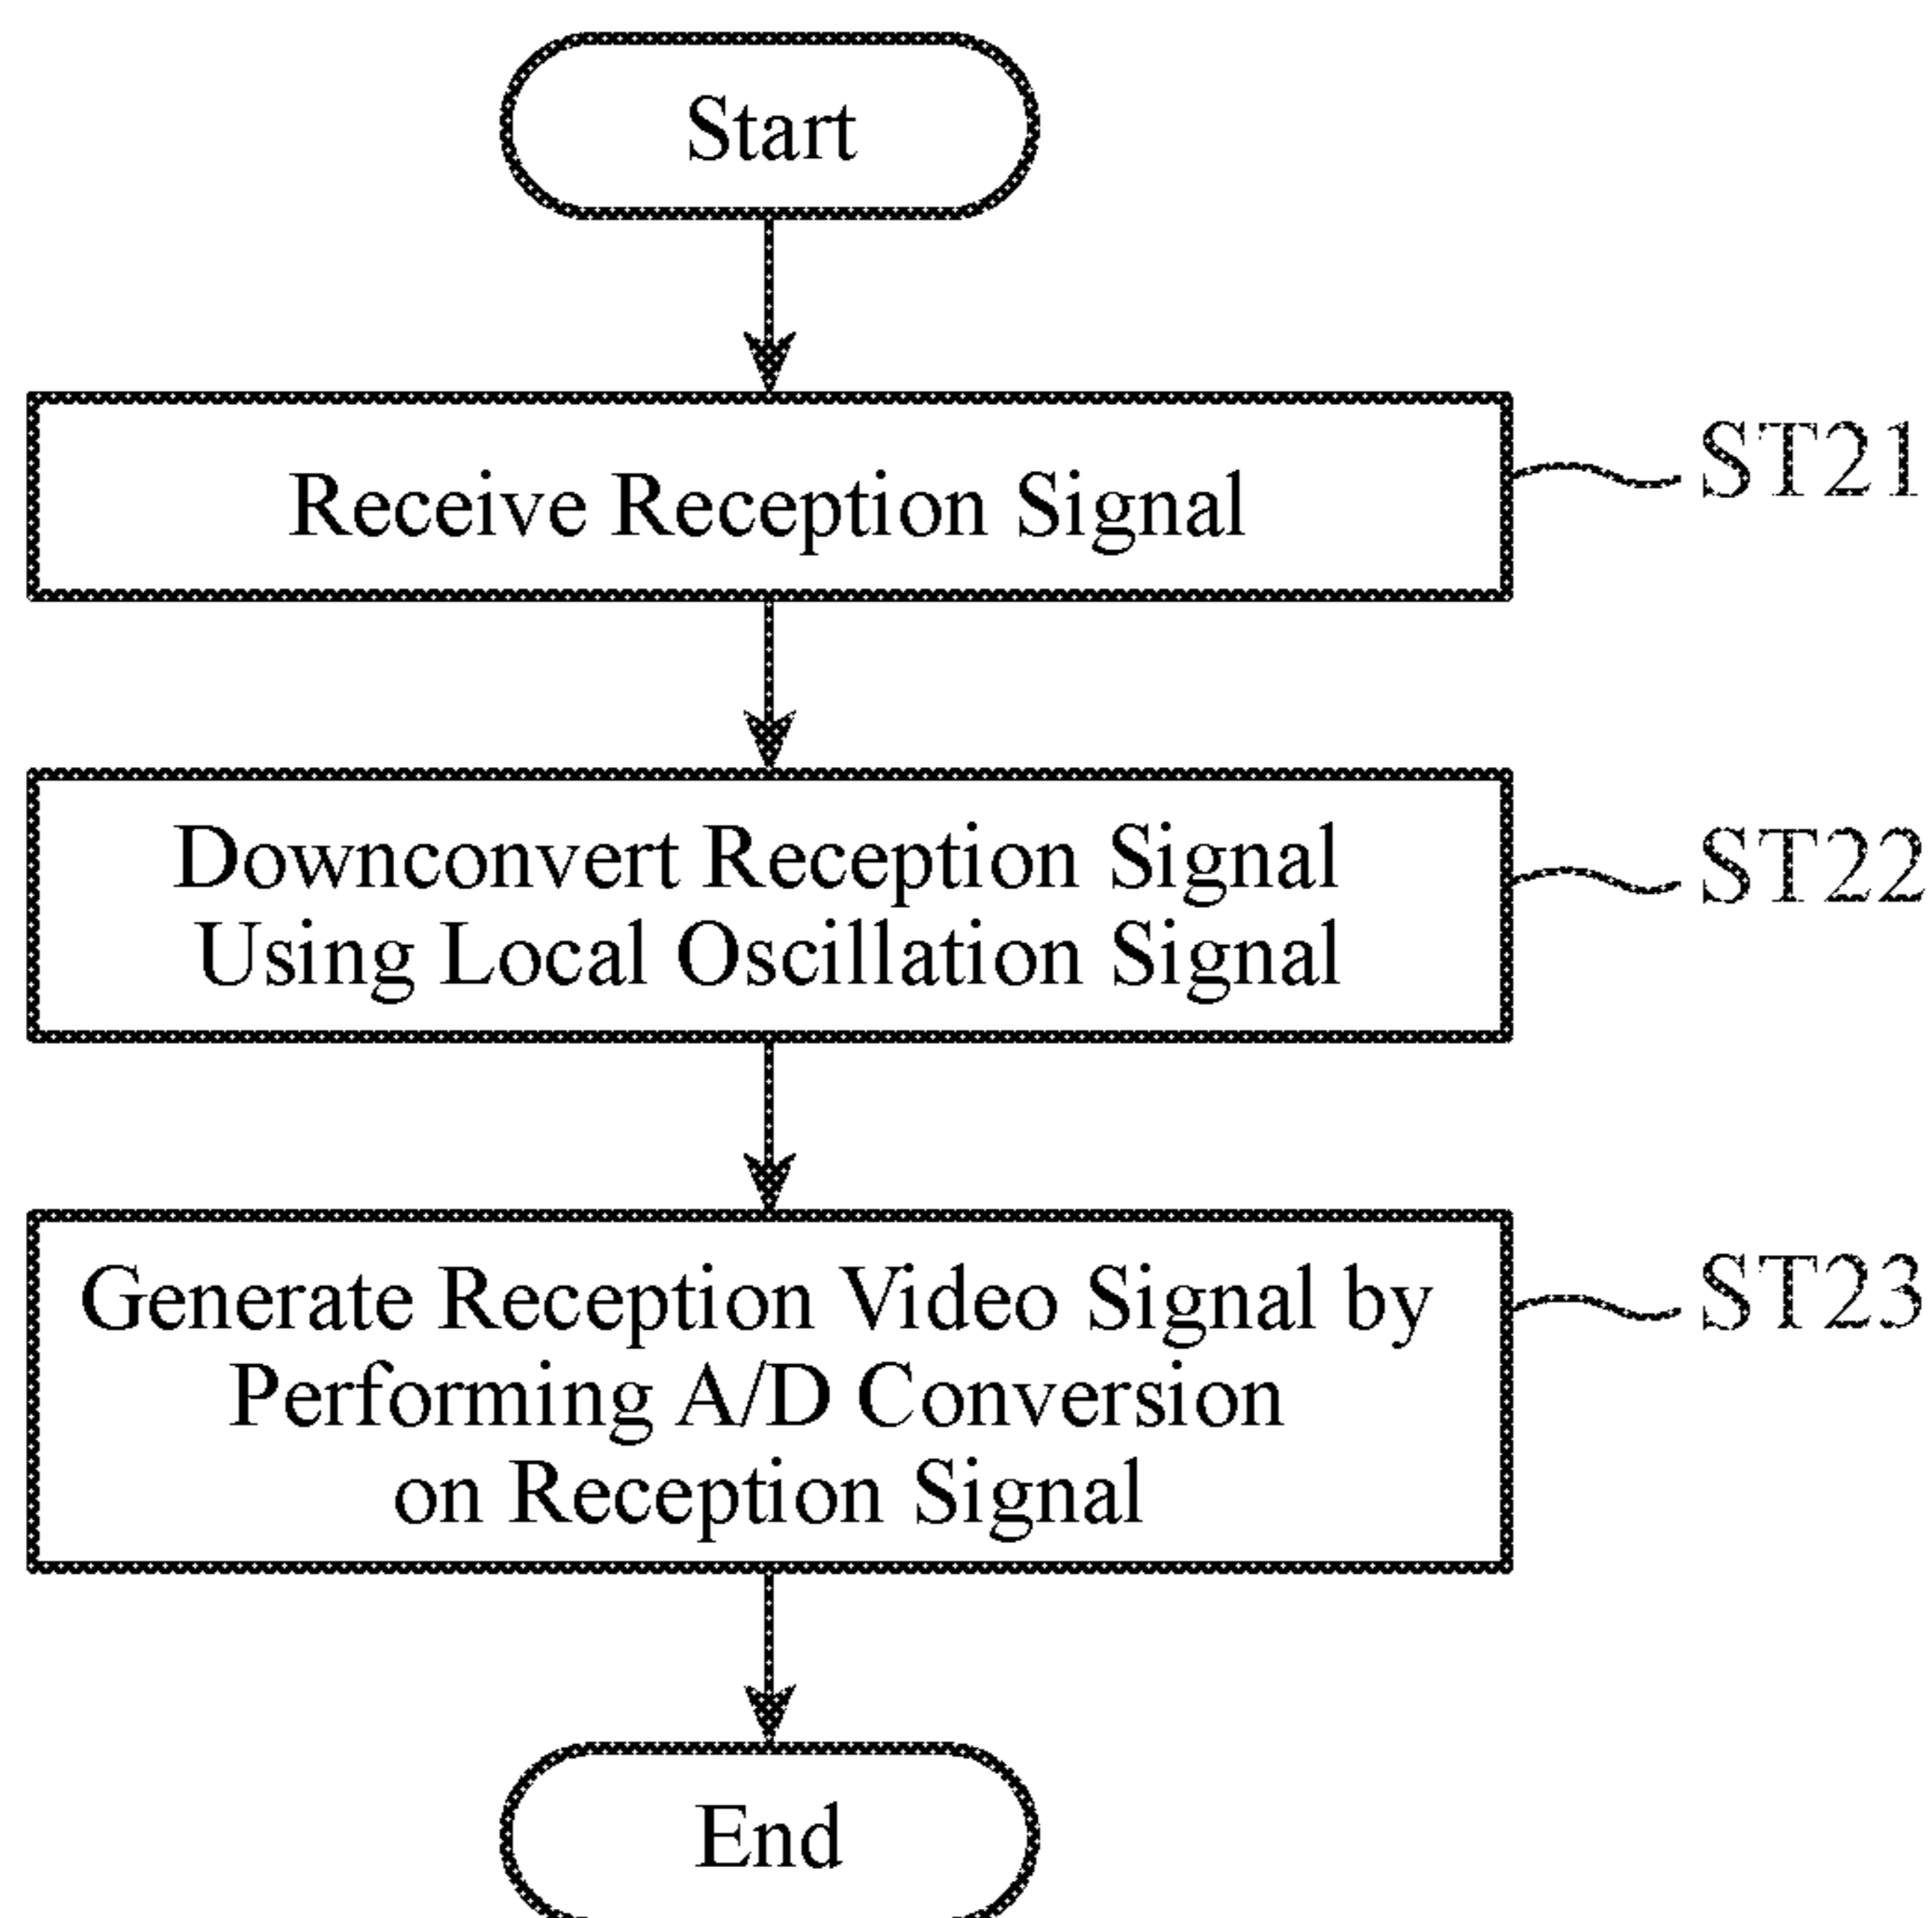 Start
Receive Reception Signal
ST21
Downconvert Reception Signal
Using Local Oscillation Signal
ST22
Generate Reception Video Signal by
Performing A/D Conversion
on Reception Signal
ST23
End